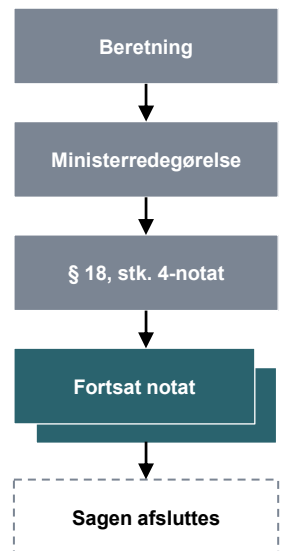 Beretning
Ministerredegørelse
§ 18, stk. 4-notat
Fortsat notat
Sagen afsluttes